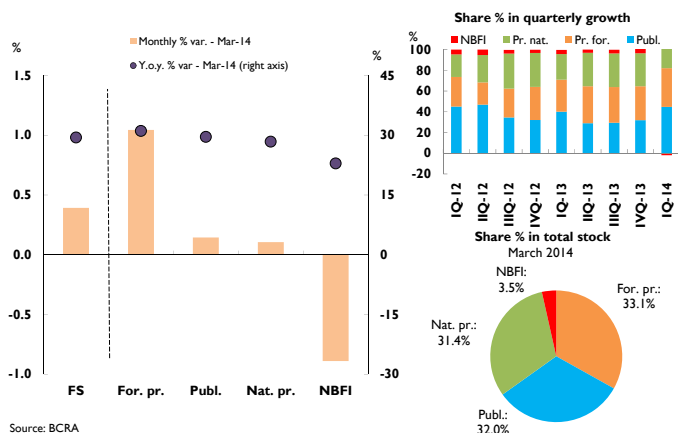 %
Monthly % var. - Mar-14
Y.o.y. % var - Mar-14 (right axis)
%
1.5
1.0
0.5
0.0
-0.5
-1.0
45
30
15
0
-15
-30
FS
For. pr.
Publ.
Nat. pr.
NBFI
Source: BCRA
Share % in quarterly growth
%
NBFI
Pr. nat.
Pr. for.
Publ.
100
80
60
40
20
0
-20
IQ-12
IIQ-12
IIIQ-12
IVQ-12
IQ-13
IIQ-13
IIIQ-13
IVQ-13
IQ-14
Share % in total stock
March 2014
NBFI:
3.5%
For. pr.:
33.1%
Nat. pr.:
31.4%
Publ.:
32.0%